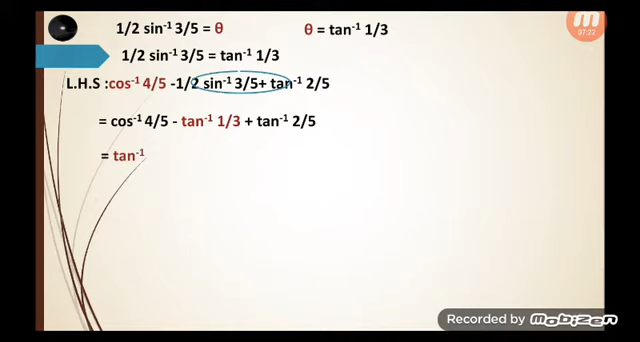 1/2 sin⁻¹ 3/5 = θ θ = tan⁻¹ 1/3
07:22
1/2 sin⁻¹ 3/5 = tan⁻¹ 1/3
L.H.S :cos⁻¹ 4/5 -1/2 sin⁻¹ 3/5+ tan⁻¹ 2/5
= cos⁻¹ 4/5 - tan⁻¹ 1/3 + tan⁻¹ 2/5
= tan⁻¹
Recorded by Mobizen